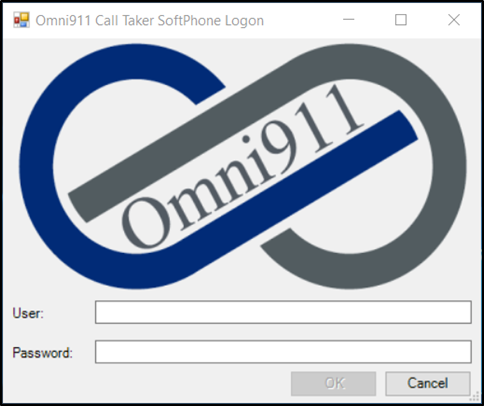 Omni911 Call Taker SoftPhone Logon
Omni911
User:
Password:
OK
Cancel